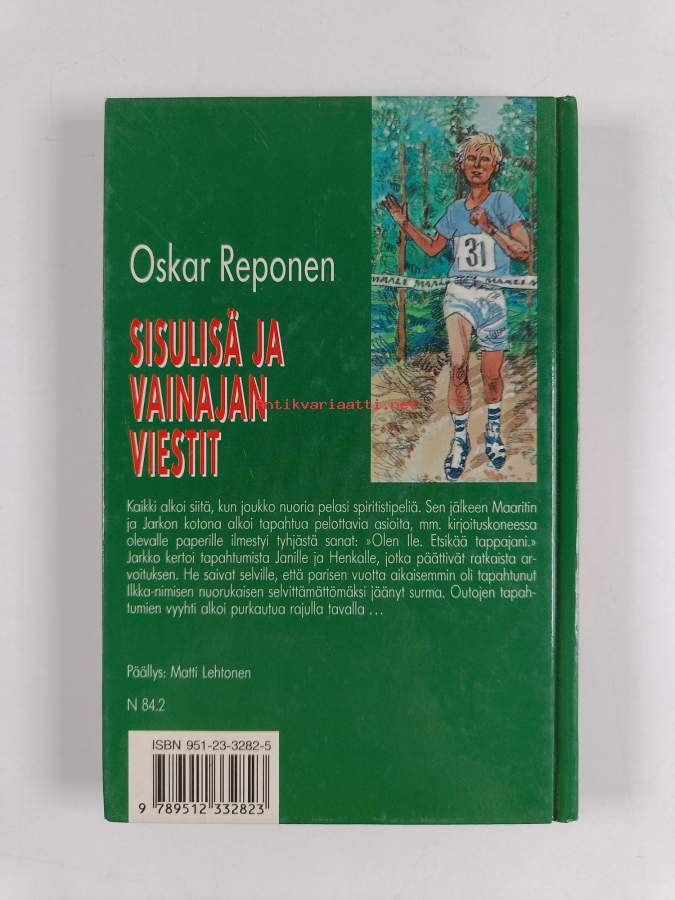 31
MAALI MAALI MAALI
Oskar Reponen
SISULISÄ JA
VAINAJAN
VIESTIT
antikvariaatti.net
Kaikki alkoi siitä, kun joukko nuoria pelasi spiritistipeliä. Sen jälkeen Maaritin
ja Jarkon kotona alkoi tapahtua pelottavia asioita, mm. kirjoituskoneessa
olevalle paperille ilmestyi tyhjästä sanat: »Olen Ile. Etsikää tappajani.»
Jarkko kertoi tapahtumista Janille ja Henkalle, jotka päättivät ratkaista ar-
voituksen. He saivat selville, että parisen vuotta aikaisemmin oli tapahtunut
Ilkka-nimisen nuorukaisen selvittämättömäksi jäänyt surma. Outojen tapah-
tumien vyyhti alkoi purkautua rajulla tavalla ...
Päällys: Matti Lehtonen
N 84.2
ISBN 951-23-3282-5
9 789512 332823